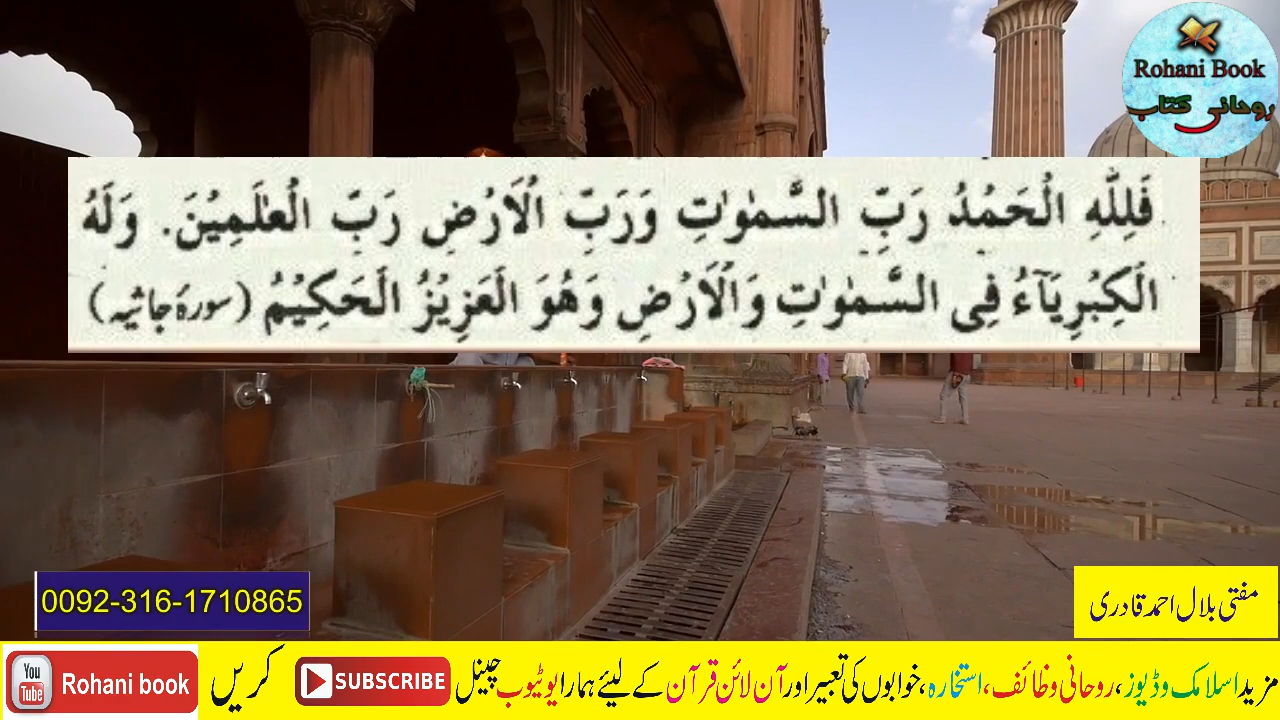 Rohani Book
روحانی کتاب
فَلِلّٰهِ الْحَمْدُ رَبِّ السَّمٰوٰتِ وَرَبِّ الْاَرْضِ رَبِّ الْعٰلَمِيْنَ. وَلَهُ
الْكِبْرِيَآءُ فِى السَّمٰوٰتِ وَالْاَرْضِ وَهُوَ الْعَزِيْزُ الْحَكِيْمُ (سورۂ جاثیہ)
0092-316-1710865
مفتی بلال احمد قادری
مزید اسلامک وڈیوز، روحانی وظائف، استخارہ، خوابوں کی تعبیر اور آن لائن قرآن کے لیئے ہمارا یوٹیوب چینل SUBSCRIBE کریں
You Tube Rohani book